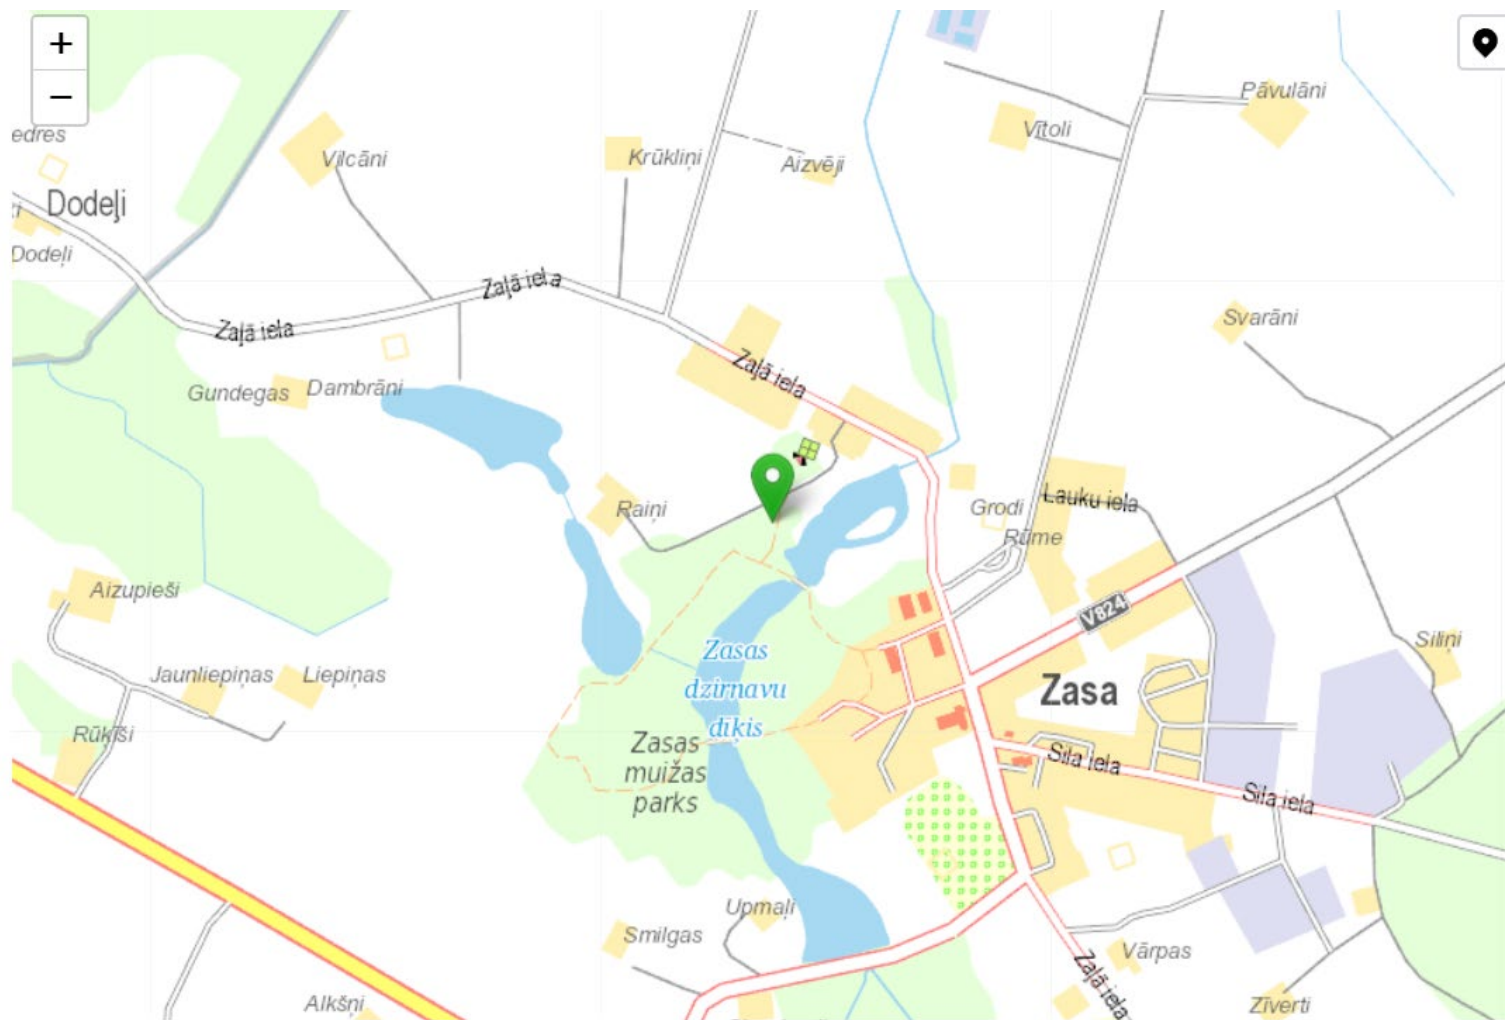 +
−
Pāvulāni
edres
Vītoli
Vilcāni
Krūkliņi
Aizvēji
Dodeļi
Dodeļi
Zaļā iela
Svarāni
Zaļā iela
Zaļā iela
Gundegas
Dambrāni
Raiņi
Grodi
Lauku iela
Rūme
Aizupieši
V824
Siliņi
Zasas
dzirnavu
dīķis
Jaunliepiņas
Liepiņas
Zasa
Rūķīši
Zasas
muižas
parks
Sila iela
Sila iela
Upmaļi
Smilgas
Vārpas
Zaļā iela
Alkšņi
Zīverti